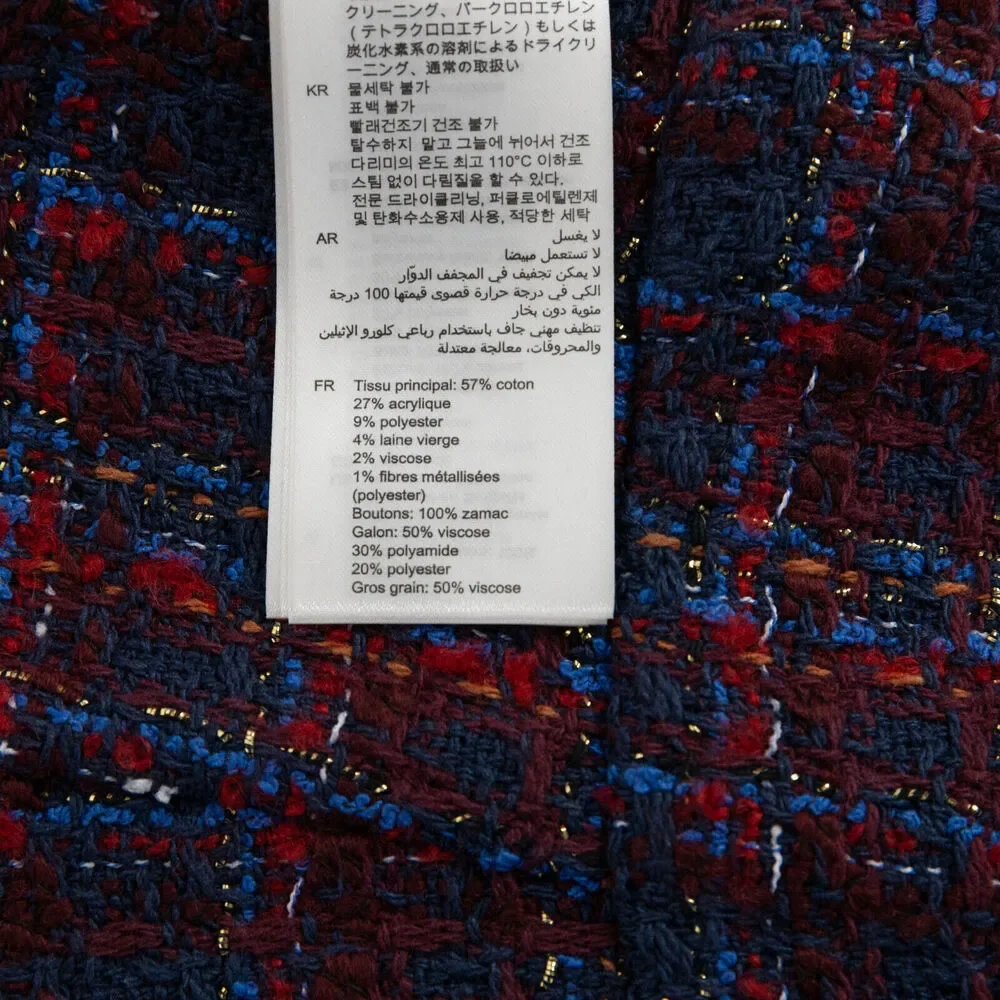 クリーニング、パークロロエチレン
(テトラクロロエチレン)もしくは
炭化水素系の溶剤によるドライクリ
ーニング、通常の取扱い
KR 물세탁 불가
표백 불가
빨래건조기 건조 불가
탈수하지 말고 그늘에 뉘어서 건조
다리미의 온도 최고 110°C 이하로
스팀 없이 다림질을 할 수 있다.
전문 드라이클리닝, 퍼클로에틸렌제
및 탄화수소용제 사용, 적당한 세탁
AR لا يغسل
لا تستعمل مبيضا
لا يمكن تجفيف في المجفف الدوّار
الكي في درجة حرارة قصوى قيمتها 100 درجة
مئوية دون بخار
تنظيف مهني جاف باستخدام رباعي كلورو الإثيلين
والمحروقات، معالجة معتدلة
FR Tissu principal: 57% coton
27% acrylique
9% polyester
4% laine vierge
2% viscose
1% fibres métallisées
(polyester)
Boutons: 100% zamac
Galon: 50% viscose
30% polyamide
20% polyester
Gros grain: 50% viscose